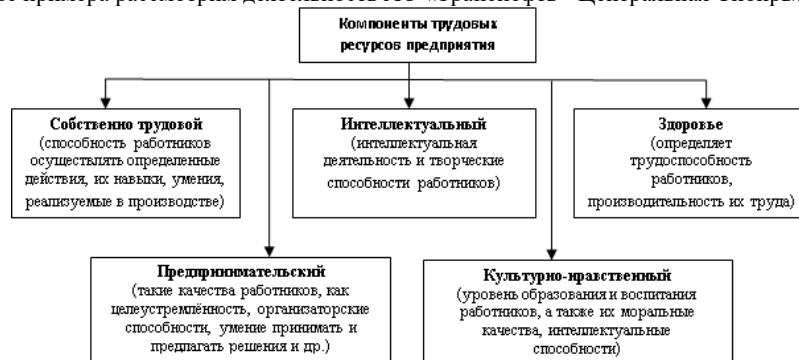 Компоненты трудовых
ресурсов предприятия
Собственно трудовой
(способность работников
осуществлять определенные
действия, их навыки, умения,
реализуемые в производстве)
Интеллектуальный
(интеллектуальная
деятельность и творческие
способности работников)
Здоровье
(определяет
трудоспособность
работников,
производительность их труда)
Предпринимательский
(такие качества работников, как
целеустремлённость, организаторские
способности, умение принимать и
предлагать решения и др.)
Культурно-нравственный
(уровень образования и воспитания
работников, а также их моральные
качества, интеллектуальные
способности)